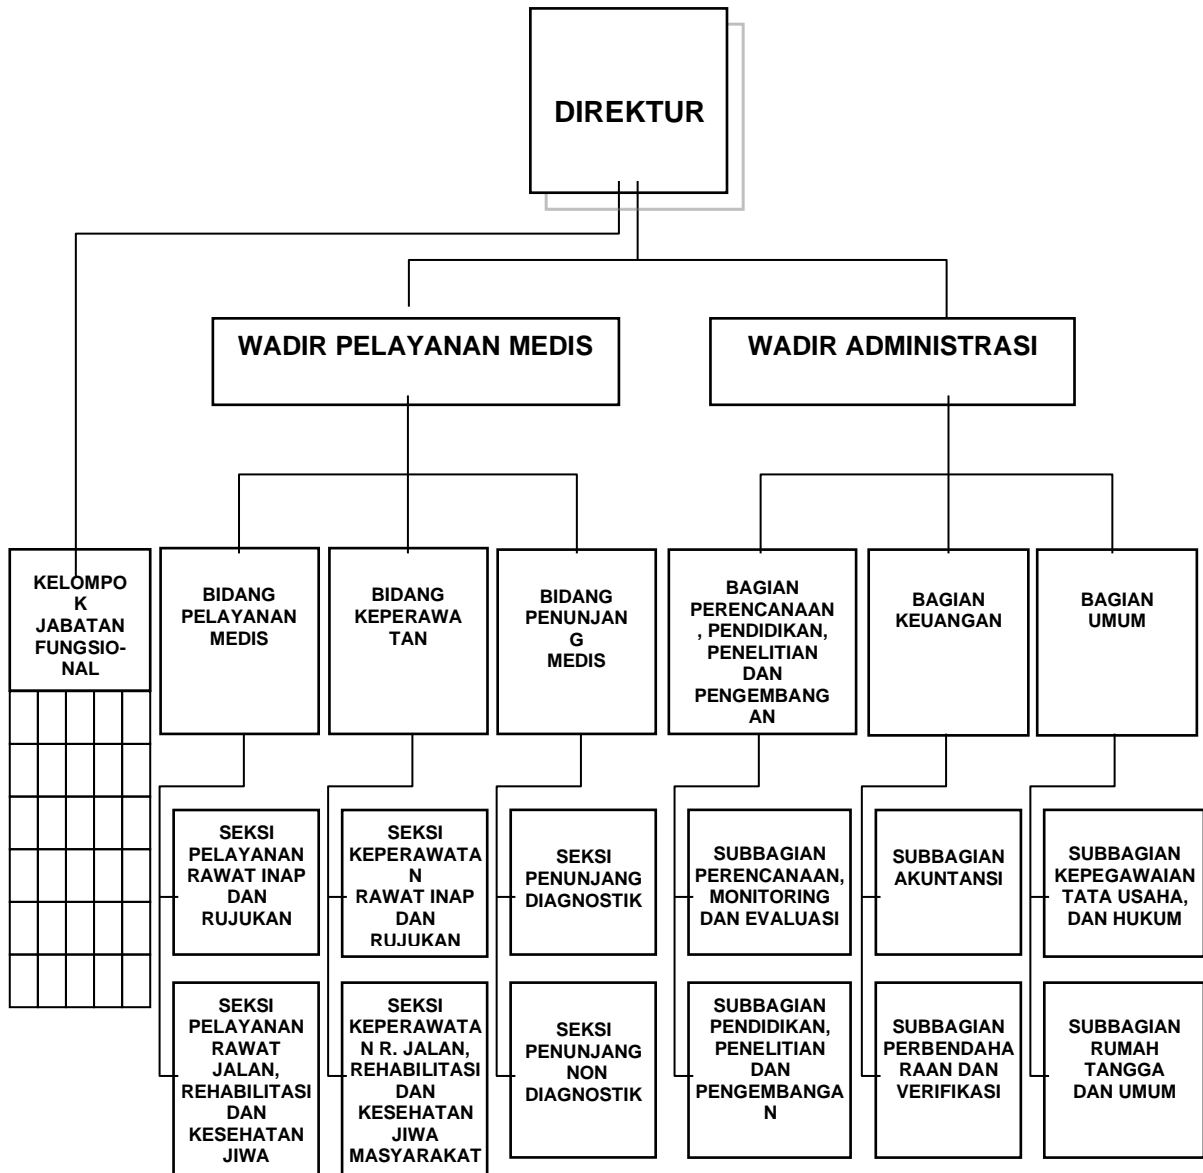 DIREKTUR
WADIR PELAYANAN MEDIS
WADIR ADMINISTRASI
KELOMPO
K
JABATAN
FUNGSIO-
NAL
BIDANG
PELAYANAN
MEDIS
BIDANG
KEPERAWA
TAN
BIDANG
PENUNJAN
G
MEDIS
BAGIAN
PERENCANAAN
, PENDIDIKAN,
PENELITIAN
DAN
PENGEMBANG
AN
BAGIAN
KEUANGAN
BAGIAN
UMUM
SEKSI
PELAYANAN
RAWAT INAP
DAN
RUJUKAN
SEKSI
KEPERAWATA
N
RAWAT INAP
DAN
RUJUKAN
SEKSI
PENUNJANG
DIAGNOSTIK
SUBBAGIAN
PERENCANAAN,
MONITORING
DAN EVALUASI
SUBBAGIAN
AKUNTANSI
SUBBAGIAN
KEPEGAWAIAN
TATA USAHA,
DAN HUKUM
SEKSI
PELAYANAN
RAWAT
JALAN,
REHABILITASI
DAN
KESEHATAN
JIWA
SEKSI
KEPERAWATA
N R. JALAN,
REHABILITASI
DAN
KESEHATAN
JIWA
MASYARAKAT
SEKSI
PENUNJANG
NON
DIAGNOSTIK
SUBBAGIAN
PENDIDIKAN,
PENELITIAN
DAN
PENGEMBANGA
N
SUBBAGIAN
PERBENDAHA
RAAN DAN
VERIFIKASI
SUBBAGIAN
RUMAH
TANGGA
DAN UMUM